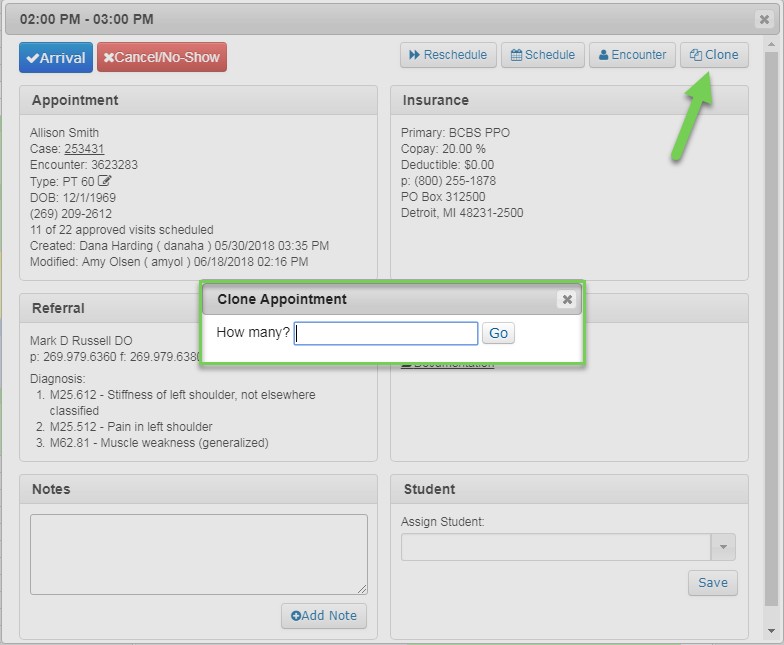 02:00 PM - 03:00 PM
Arrival
Cancel/No-Show
Reschedule
Schedule
Encounter
Clone
Appointment
Allison Smith
Case: 253431
Encounter: 3623283
Type: PT 60
DOB: 12/1/1969
(269) 209-2612
11 of 22 approved visits scheduled
Created: Dana Harding ( danaha ) 05/30/2018 03:35 PM
Modified: Amy Olsen ( amyol ) 06/18/2018 02:16 PM
Insurance
Primary: BCBS PPO
Copay: 20.00 %
Deductible: $0.00
p: (800) 255-1878
PO Box 312500
Detroit, MI 48231-2500
Clone Appointment
How many?
Go
Referral
Mark D Russell DO
p: 269.979.6360 f: 269.979.6380
Diagnosis:
1. M25.612 - Stiffness of left shoulder, not elsewhere
classified
2. M25.512 - Pain in left shoulder
3. M62.81 - Muscle weakness (generalized)
Documentation
Notes
Add Note
Student
Assign Student:
Save